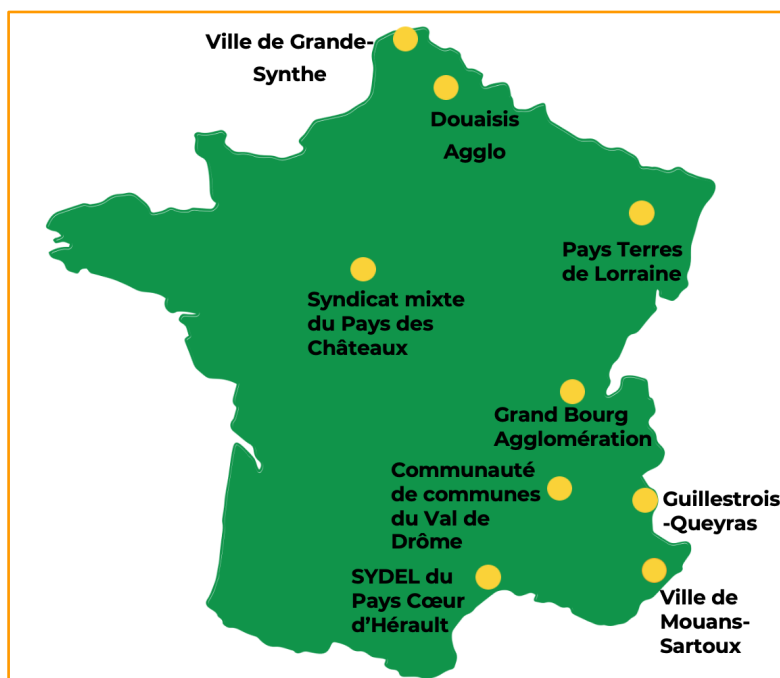 Ville de Grande-
Synthe
Douaisis
Agglo
Pays Terres
de Lorraine
Syndicat mixte
du Pays des
Châteaux
Grand Bourg
Agglomération
Communauté
de communes
du Val de
Drôme
Guillestrois
-Queyras
SYDEL du
Pays Cœur
d’Hérault
Ville de
Mouans-
Sartoux